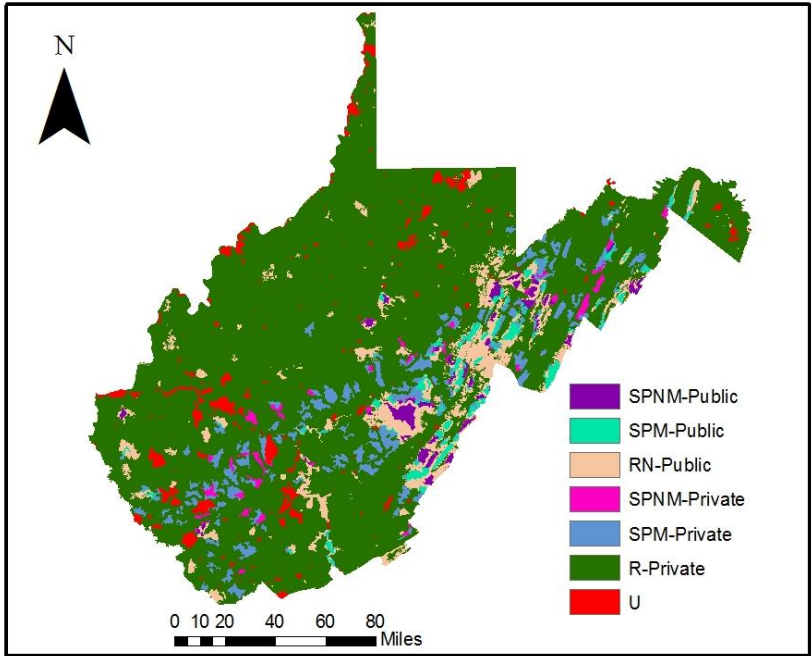 N
SPNM-Public
SPM-Public
RN-Public
SPNM-Private
SPM-Private
R-Private
U
0 10 20 40 60 80
Miles